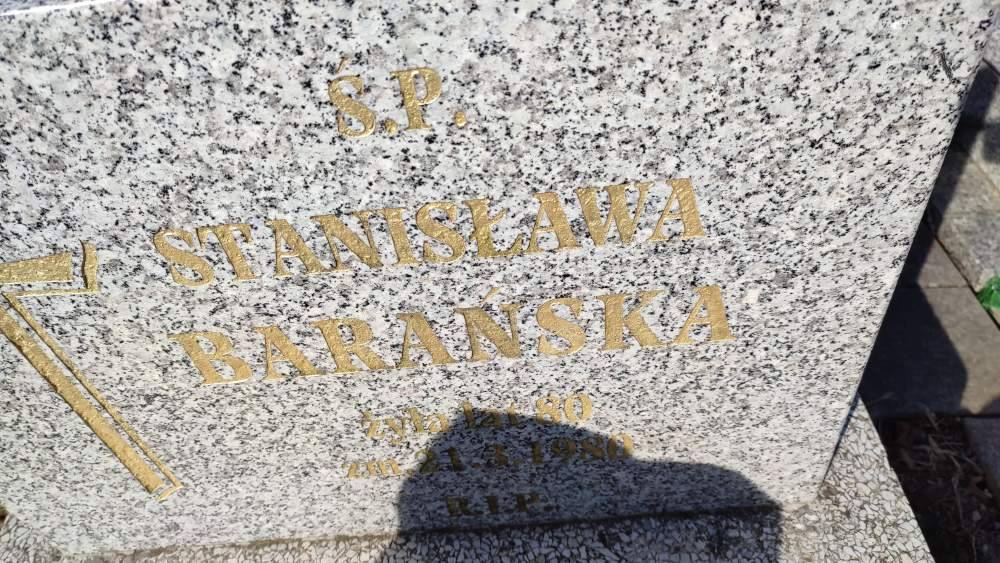 Ś.P.
STANISŁAWA
BARAŃSKA
żyła lat 80
zm 21.3.1980
R.I.P.